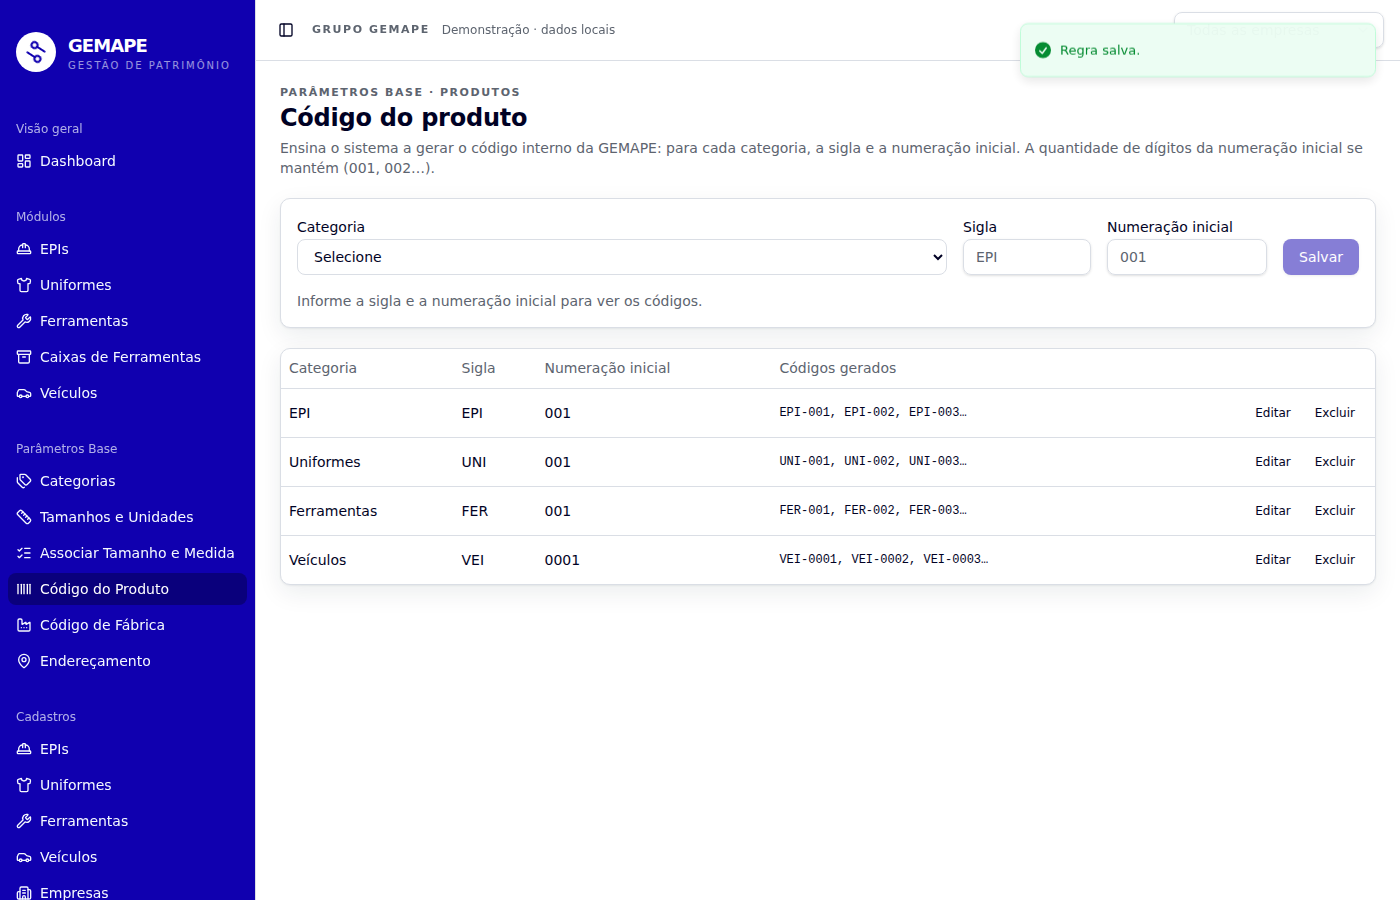 GEMAPE
GESTÃO DE PATRIMÔNIO
Visão geral
Dashboard
Módulos
EPIs
Uniformes
Ferramentas
Caixas de Ferramentas
Veículos
Parâmetros Base
Categorias
Tamanhos e Unidades
Associar Tamanho e Medida
Código do Produto
Código de Fábrica
Endereçamento
Cadastros
EPIs
Uniformes
Ferramentas
Veículos
Empresas
GRUPO GEMAPE Demonstração · dados locais
Regra salva.
PARÂMETROS BASE · PRODUTOS
Código do produto
Ensina o sistema a gerar o código interno da GEMAPE: para cada categoria, a sigla e a numeração inicial. A quantidade de dígitos da numeração inicial se
mantém (001, 002…).
Categoria Sigla Numeração inicial
Selecione EPI 001 Salvar
Informe a sigla e a numeração inicial para ver os códigos.
Categoria Sigla Numeração inicial Códigos gerados
EPI EPI 001 EPI-001, EPI-002, EPI-003… Editar Excluir
Uniformes UNI 001 UNI-001, UNI-002, UNI-003… Editar Excluir
Ferramentas FER 001 FER-001, FER-002, FER-003… Editar Excluir
Veículos VEI 0001 VEI-0001, VEI-0002, VEI-0003… Editar Excluir